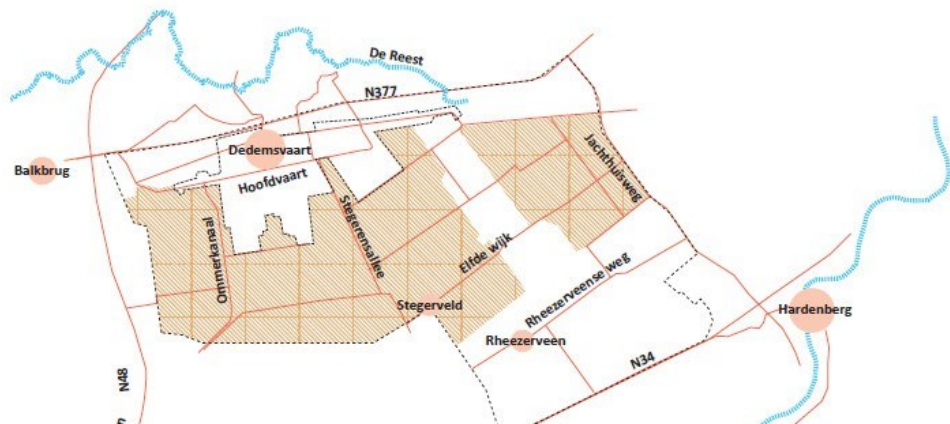 De Reest
N377
Balkbrug
Dedemsvaart
Hoofdvaart
Jachthuisweg
Stegerensallee
Ommerkanaal
Elfde wijk
Rheezerveense weg
Stegerveld
Hardenberg
Rheezerveen
N34
N48